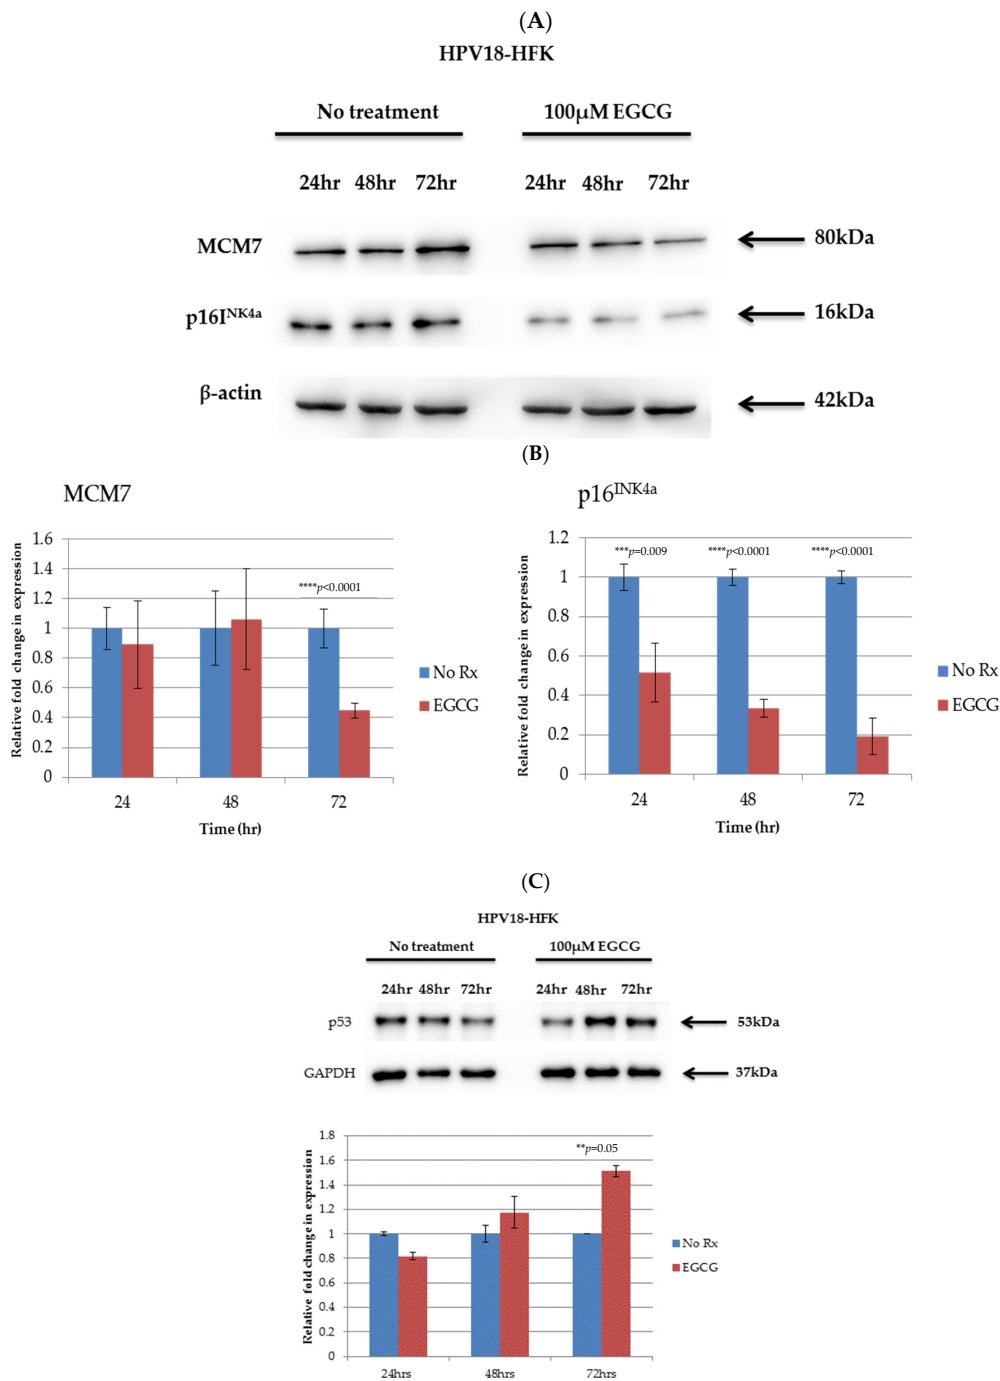 (A)
HPV18-HFK
No treatment 100µM EGCG
24hr 48hr 72hr 24hr 48hr 72hr
MCM7 80kDa
p16I^NK4a 16kDa
β-actin 42kDa
(B)
MCM7
Relative fold change in expression
1.6
1.4
1.2
1
0.8
0.6
0.4
0.2
0
****p<0.0001
24 48 72
Time (hr)
No Rx
EGCG
p16^INK4a
Relative fold change in expression
1.2
1
0.8
0.6
0.4
0.2
0
***p=0.009 ****p<0.0001 ****p<0.0001
24 48 72
Time (hr)
No Rx
EGCG
(C)
HPV18-HFK
No treatment 100µM EGCG
24hr 48hr 72hr 24hr 48hr 72hr
p53 53kDa
GAPDH 37kDa
Relative fold change in expression
1.8
1.6
1.4
1.2
1
0.8
0.6
0.4
0.2
0
**p=0.05
24hrs 48hrs 72hrs
No Rx
EGCG